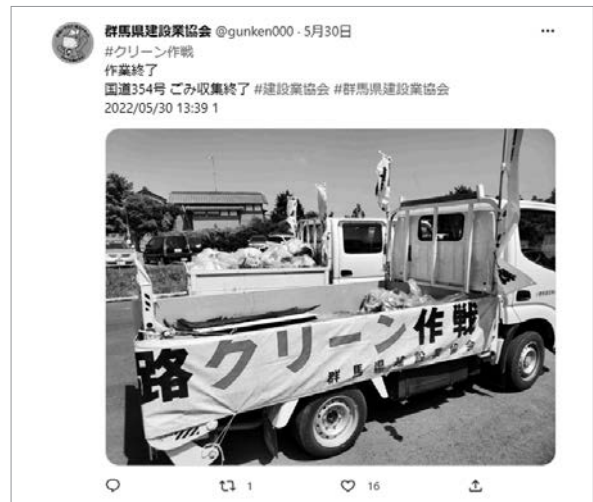 群馬県建設業協会 @gunken000 · 5月30日
#クリーン作戦
作業終了
国道354号 ごみ収集終了 #建設業協会 #群馬県建設業協会
2022/05/30 13:39 1
路クリーン作戦
群馬県建設業協会
1
16